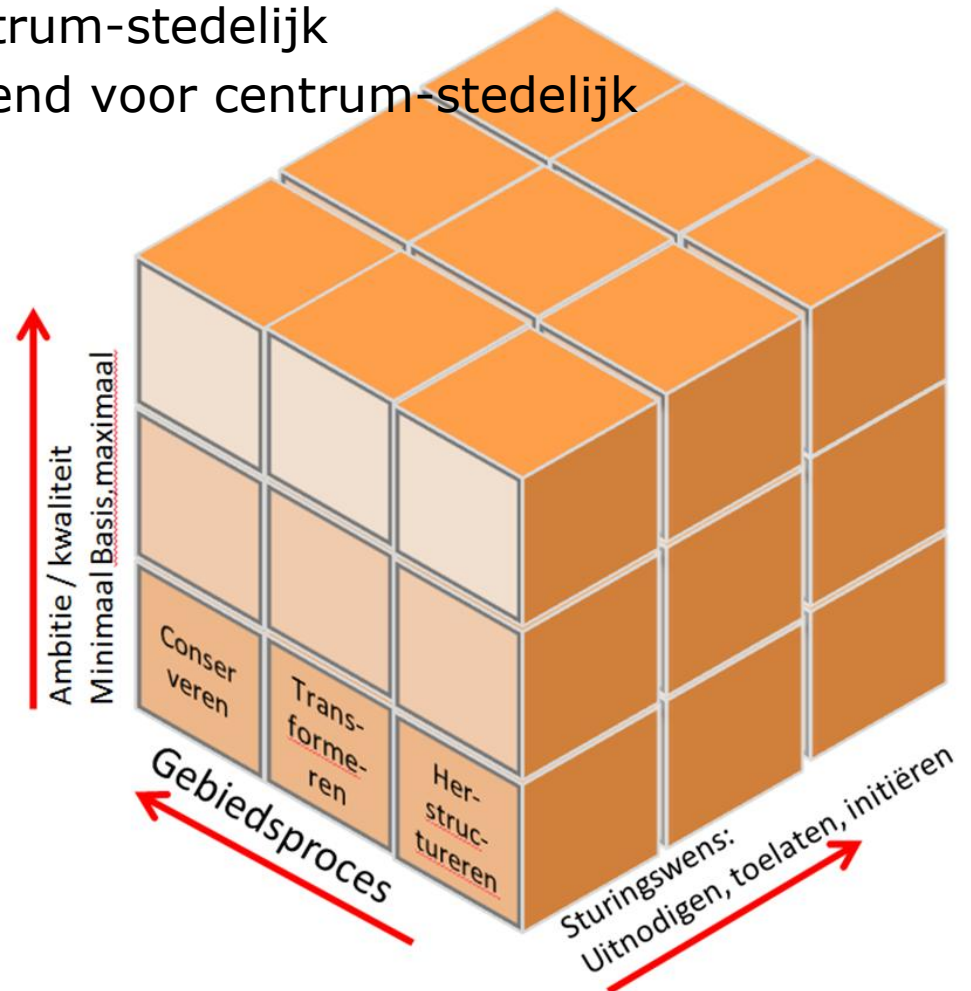 trum-stedelijk
end voor centrum-stedelijk
Ambitie / kwaliteit
Minimaal Basis,maximaal
Conser
veren
Trans-
forme-
ren
Her-
struc-
tureren
Gebiedsproces
Sturingswens:
Uitnodigen, toelaten, initiëren